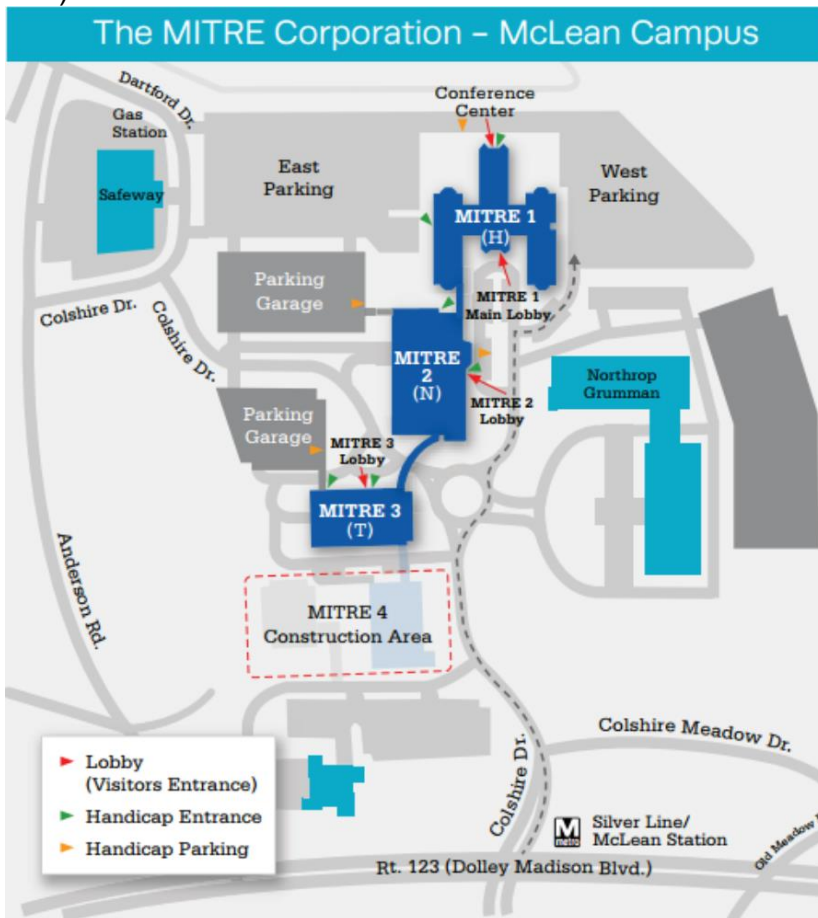 The MITRE Corporation – McLean Campus
Dartford Dr.
Gas
Station
Safeway
East
Parking
Conference
Center
West
Parking
MITRE 1
(H)
MITRE 1
Main Lobby
Parking
Garage
Colshire Dr.
Colshire Dr.
MITRE
2
(N)
MITRE 2
Lobby
Northrop
Grumman
Parking
Garage
MITRE 3
Lobby
MITRE 3
(T)
Anderson Rd.
MITRE 4
Construction Area
Colshire Meadow Dr.
Colshire Dr.
Lobby
(Visitors Entrance)
Handicap Entrance
Handicap Parking
M
metro
Silver Line/
McLean Station
Old Meadow
Rt. 123 (Dolley Madison Blvd.)